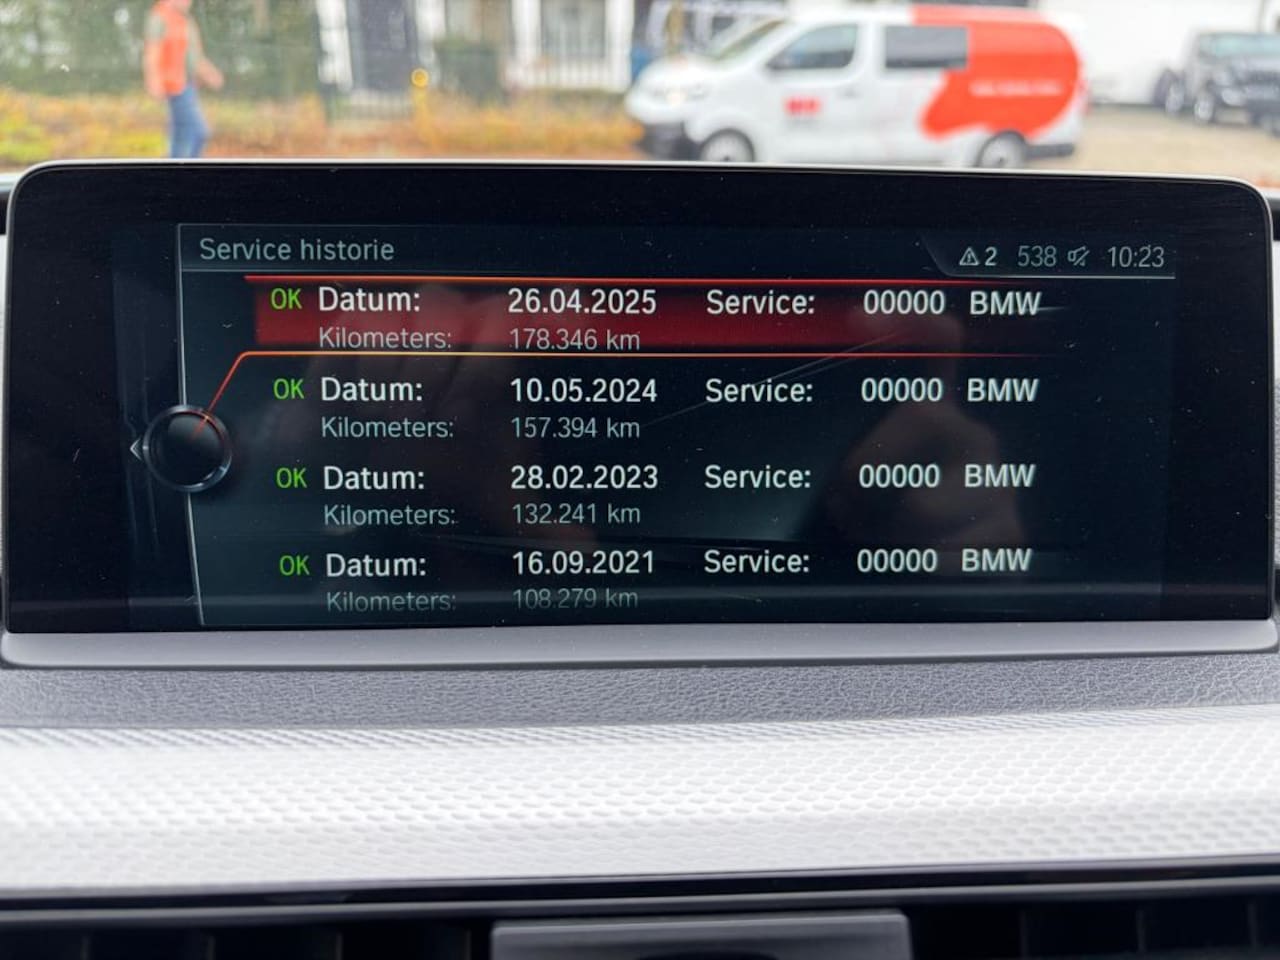 Service historie
⚠ 2 538 10:23
OK Datum: 26.04.2025 Service: 00000 BMW
Kilometers: 178.346 km
OK Datum: 10.05.2024 Service: 00000 BMW
Kilometers: 157.394 km
OK Datum: 28.02.2023 Service: 00000 BMW
Kilometers: 132.241 km
OK Datum: 16.09.2021 Service: 00000 BMW
Kilometers: 108.279 km